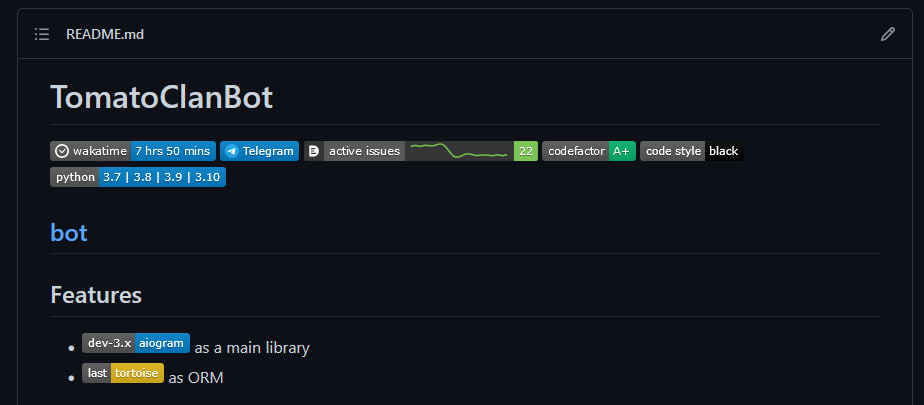 README.md
TomatoClanBot
wakatime 7 hrs 50 mins Telegram active issues 22 codefactor A+ code style black
python 3.7 | 3.8 | 3.9 | 3.10
bot
Features
dev-3.x aiogram as a main library
last tortoise as ORM